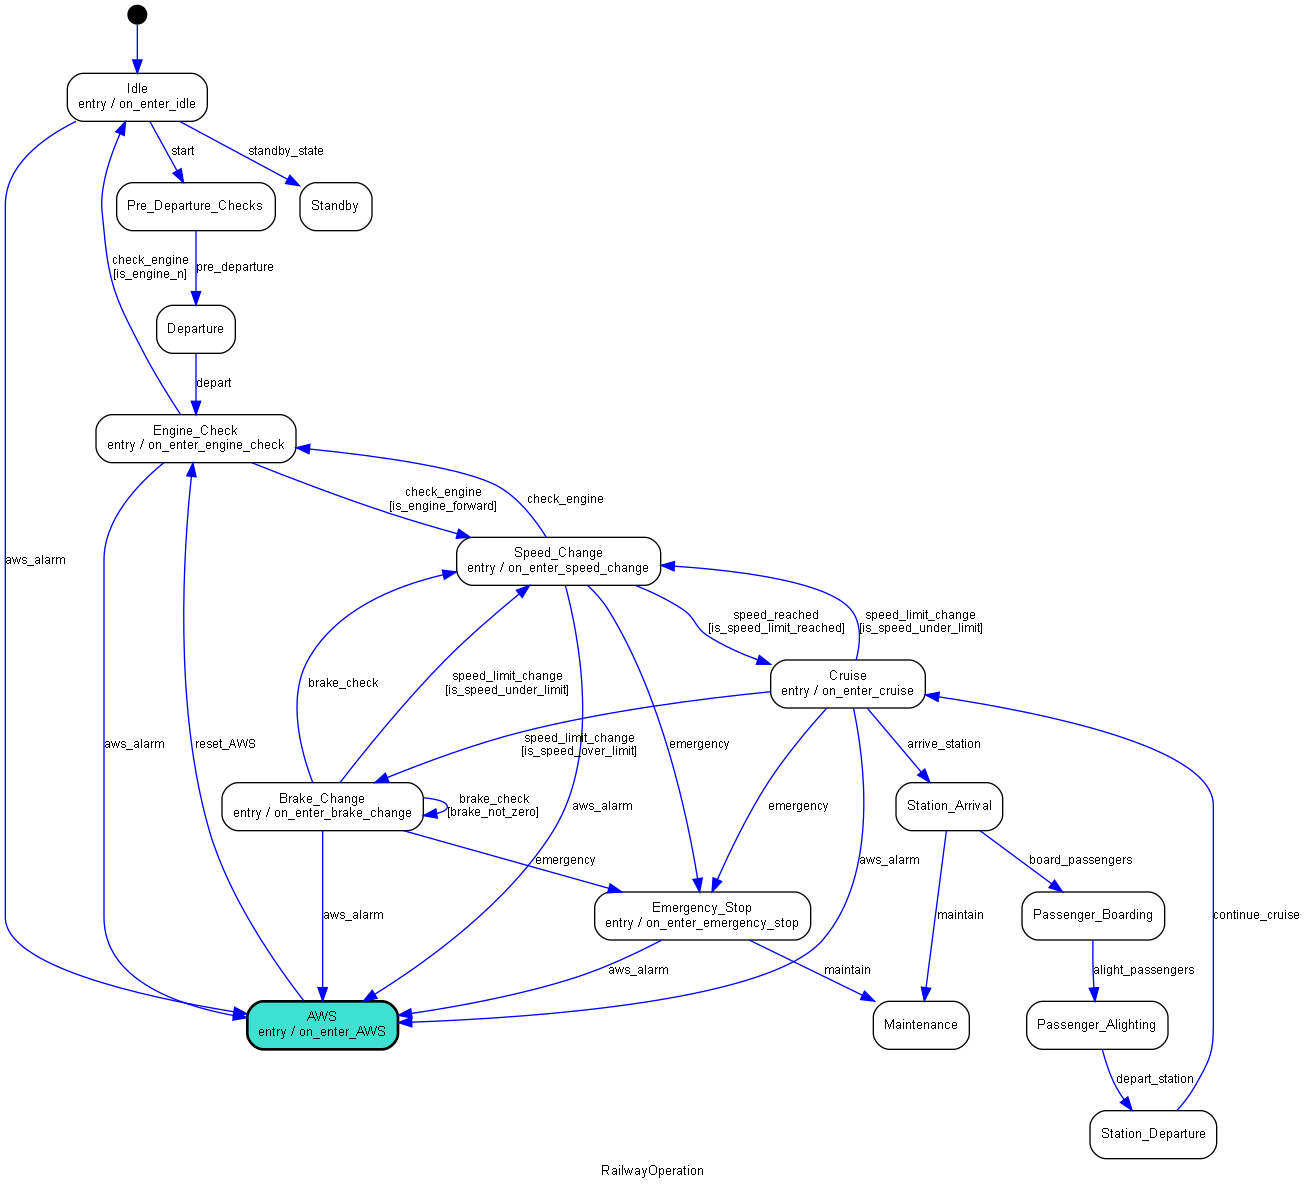 Idle
entry / on_enter_idle
start
standby_state
Pre_Departure_Checks
Standby
check_engine
[is_engine_n]
pre_departure
Departure
depart
Engine_Check
entry / on_enter_engine_check
check_engine
[is_engine_forward]
check_engine
aws_alarm
Speed_Change
entry / on_enter_speed_change
speed_reached
[is_speed_limit_reached]
speed_limit_change
[is_speed_under_limit]
brake_check
speed_limit_change
[is_speed_under_limit]
Cruise
entry / on_enter_cruise
aws_alarm
reset_AWS
speed_limit_change
[is_speed_over_limit]
emergency
arrive_station
Brake_Change
entry / on_enter_brake_change
brake_check
[brake_not_zero]
aws_alarm
emergency
Station_Arrival
emergency
aws_alarm
board_passengers
aws_alarm
Emergency_Stop
entry / on_enter_emergency_stop
maintain
Passenger_Boarding
continue_cruise
aws_alarm
maintain
alight_passengers
AWS
entry / on_enter_AWS
Maintenance
Passenger_Alighting
depart_station
Station_Departure
RailwayOperation